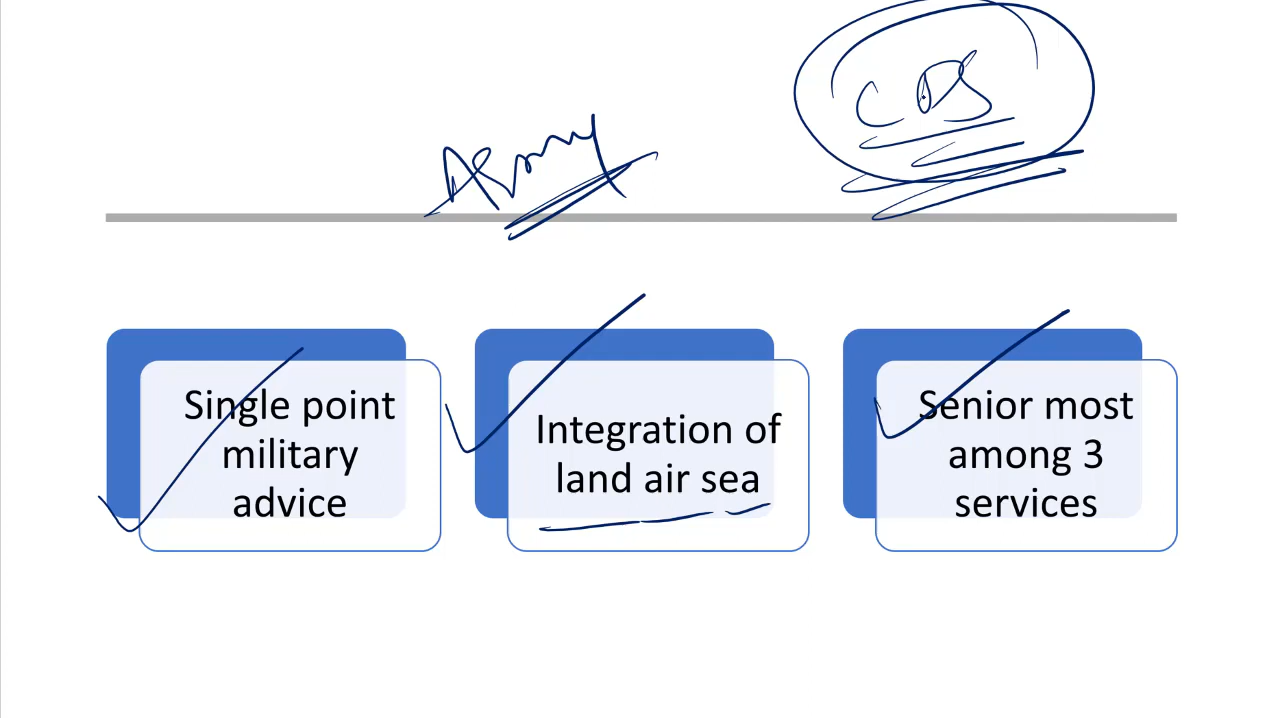 CDS
Army
Single point
military
advice
Integration of
land air sea
Senior most
among 3
services